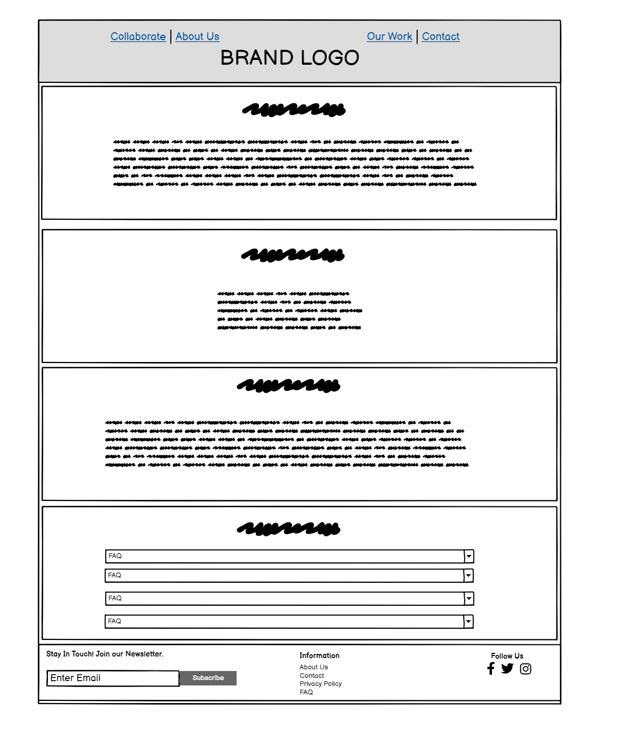 Collaborate | About Us Our Work | Contact
BRAND LOGO
FAQ
FAQ
FAQ
FAQ
Stay In Touch! Join our Newsletter.
Enter Email Subscribe
Information
About Us
Contact
Privacy Policy
FAQ
Follow Us